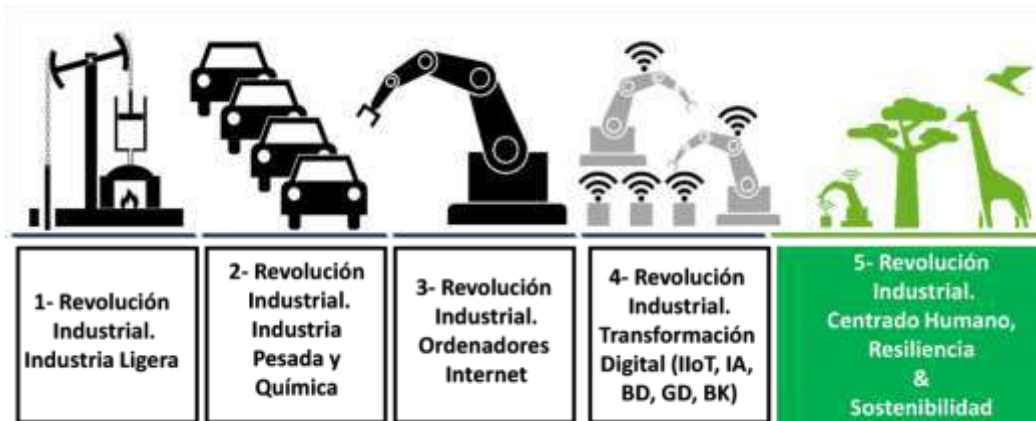 1- Revolución
Industrial.
Industria Ligera
2- Revolución
Industrial.
Industria
Pesada y
Química
3- Revolución
Industrial.
Ordenadores
Internet
4- Revolución
Industrial.
Transformación
Digital (IIoT, IA,
BD, GD, BK)
5- Revolución
Industrial.
Centrado Humano,
Resiliencia
&
Sostenibilidad